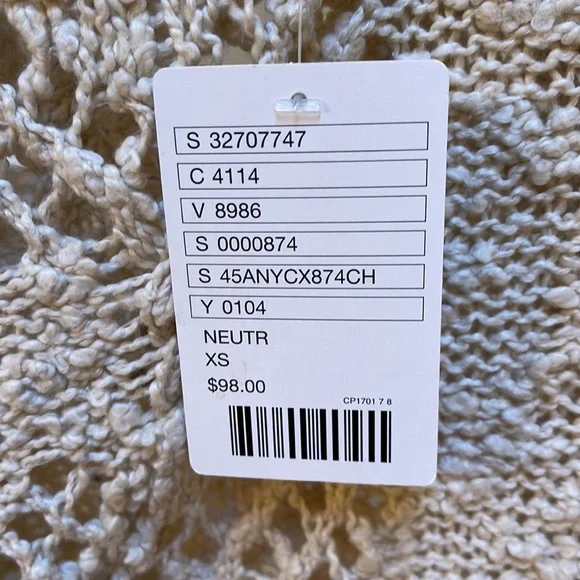 S 32707747
C 4114
V 8986
S 0000874
S 45ANYCX874CH
Y 0104
NEUTR
XS
$98.00
CP1701 7 8